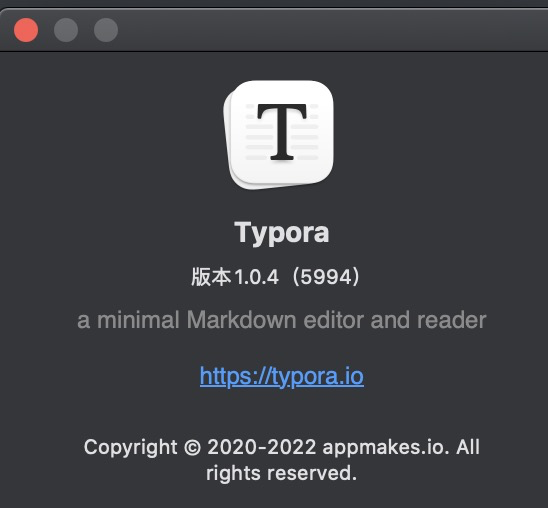 T
Typora
版本1.0.4（5994）
a minimal Markdown editor and reader
https://typora.io
Copyright © 2020-2022 appmakes.io. All
rights reserved.